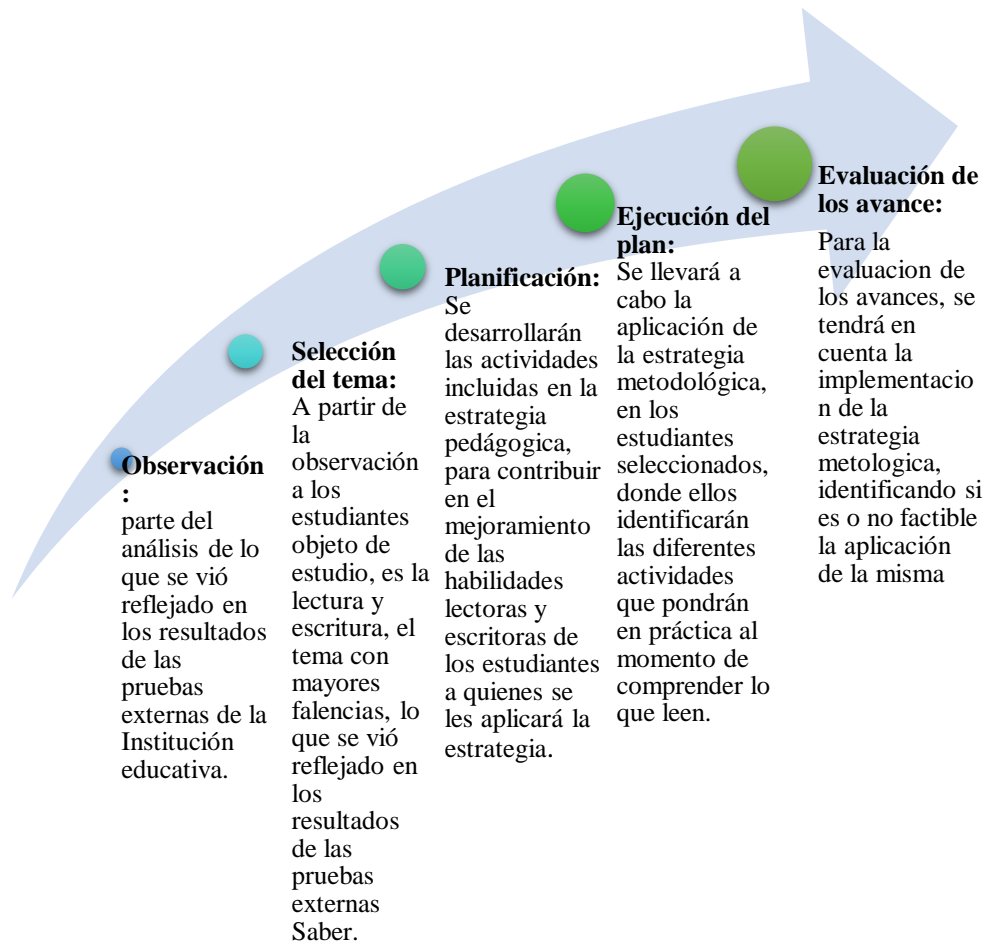 Observación
:
parte del
análisis de lo
que se vió
reflejado en
los resultados
de las
pruebas
externas de la
Institución
educativa.
Selección
del tema:
A partir de
la
observación
a los
estudiantes
objeto de
estudio, es la
lectura y
escritura, el
tema con
mayores
falencias, lo
que se vió
reflejado en
los
resultados
de las
pruebas
externas
Saber.
Planificación:
Se
desarrollarán
las actividades
incluidas en la
estrategia
pedágogica,
para contribuir
en el
mejoramiento
de las
habilidades
lectoras y
escritoras de
los estudiantes
a quienes se
les aplicará la
estrategia.
Ejecución del
plan:
Se llevará a
cabo la
aplicación de
la estrategia
metodológica,
en los
estudiantes
seleccionados,
donde ellos
identificarán
las diferentes
actividades
que pondrán
en práctica al
momento de
comprender lo
que leen.
Evaluación de
los avance:
Para la
evaluacion de
los avances, se
tendrá en
cuenta la
implementacio
n de la
estrategia
metologica,
identificando si
es o no factible
la aplicación
de la misma